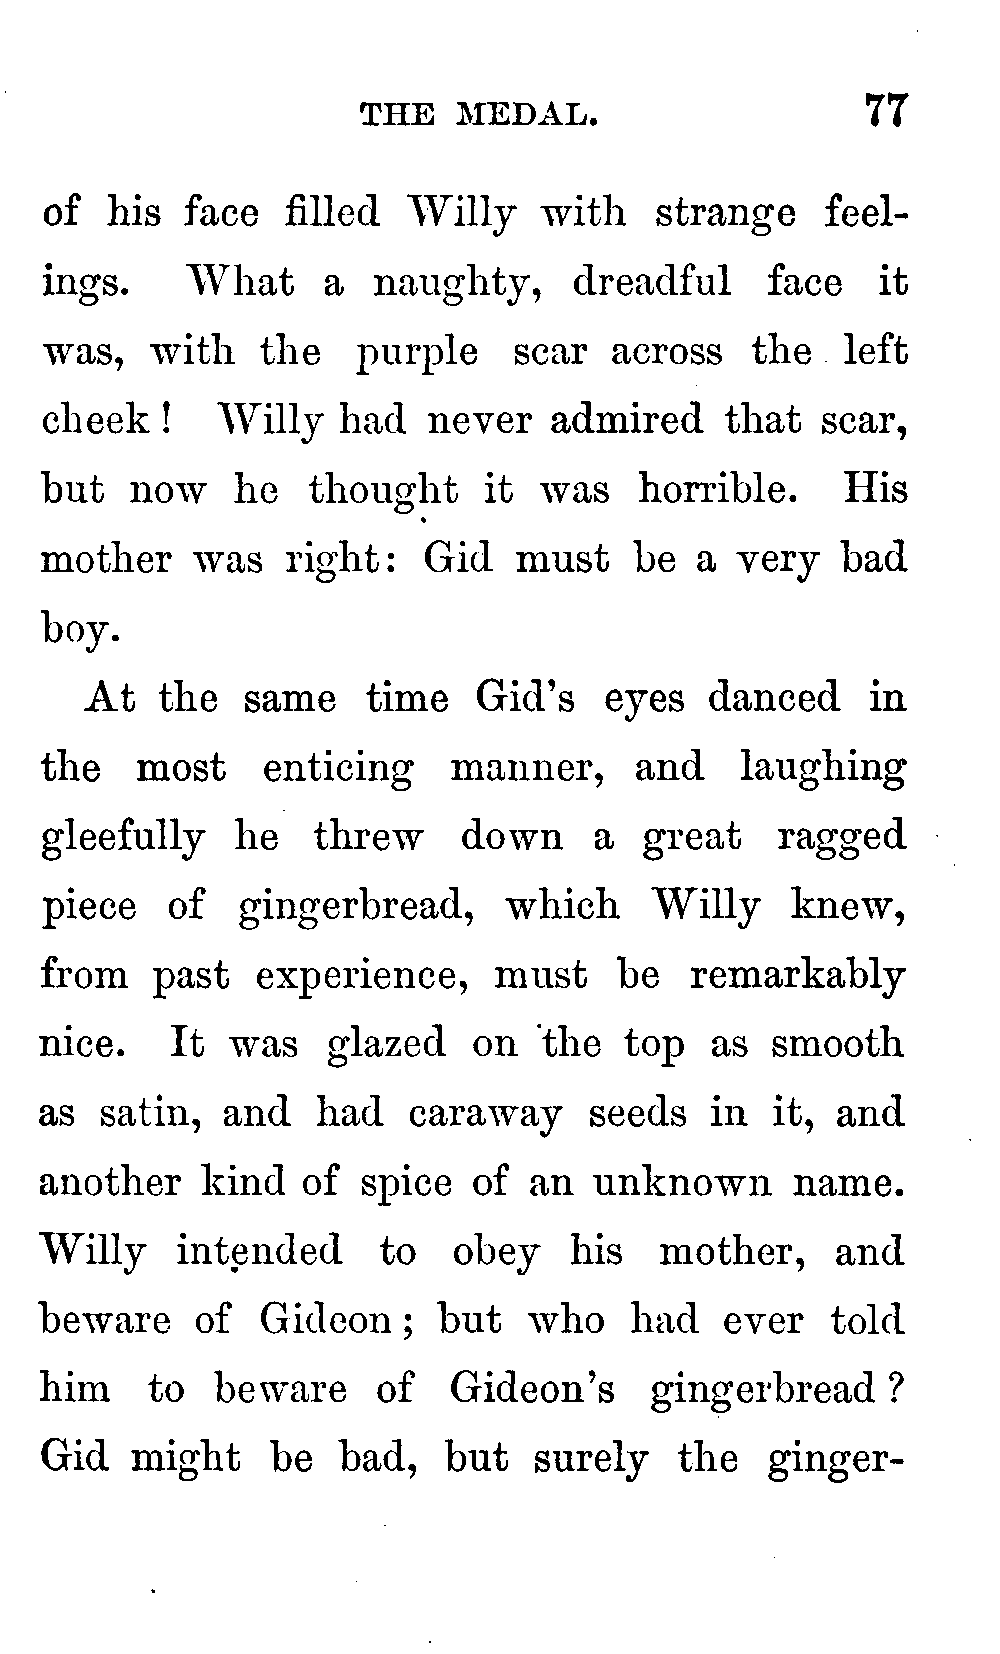 THE MEDAL. 77
of his face filled Willy with strange feel-
ings. What a naughty, dreadful face it
was, with the purple scar across the left
cheek! Willy had never admired that scar,
but now he thought it was horrible. His
mother was right: Gid must be a very bad
boy.
At the same time Gid's eyes danced in
the most enticing manner, and laughing
gleefully he threw down a great ragged
piece of gingerbread, which Willy knew,
from past experience, must be remarkably
nice. It was glazed on the top as smooth
as satin, and had caraway seeds in it, and
another kind of spice of an unknown name.
Willy intended to obey his mother, and
beware of Gideon; but who had ever told
him to beware of Gideon's gingerbread?
Gid might be bad, but surely the ginger-